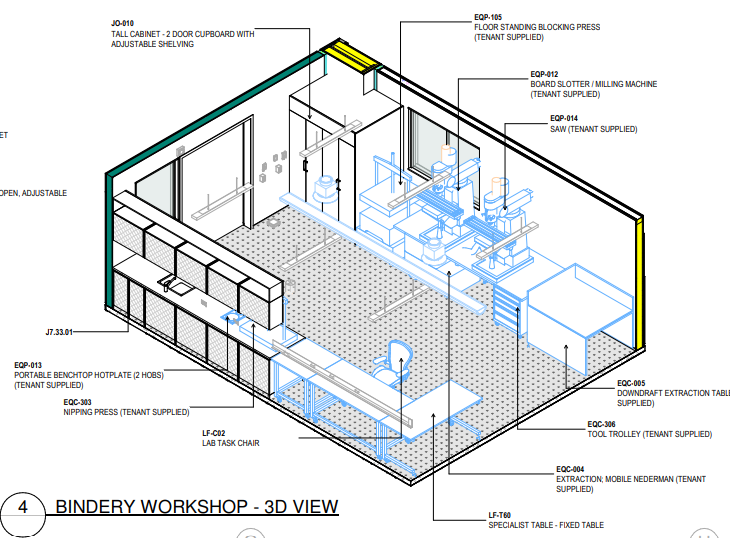 JO-010
TALL CABINET - 2 DOOR CUPBOARD WITH
ADJUSTABLE SHELVING
EQP-105
FLOOR STANDING BLOCKING PRESS
(TENANT SUPPLIED)
EQP-012
BOARD SLOTTER / MILLING MACHINE
(TENANT SUPPLIED)
EQP-014
SAW (TENANT SUPPLIED)
ET
OPEN, ADJUSTABLE
J7.33.01
EQP-013
PORTABLE BENCHTOP HOTPLATE (2 HOBS)
(TENANT SUPPLIED)
EQC-303
NIPPING PRESS (TENANT SUPPLIED)
LF-C02
LAB TASK CHAIR
EQC-005
DOWNDRAFT EXTRACTION TABL
SUPPLIED)
EQC-306
TOOL TROLLEY (TENANT SUPPLIED)
EQC-004
EXTRACTION; MOBILE NEDERMAN (TENANT
SUPPLIED)
LF-T60
SPECIALIST TABLE - FIXED TABLE
4
BINDERY WORKSHOP - 3D VIEW